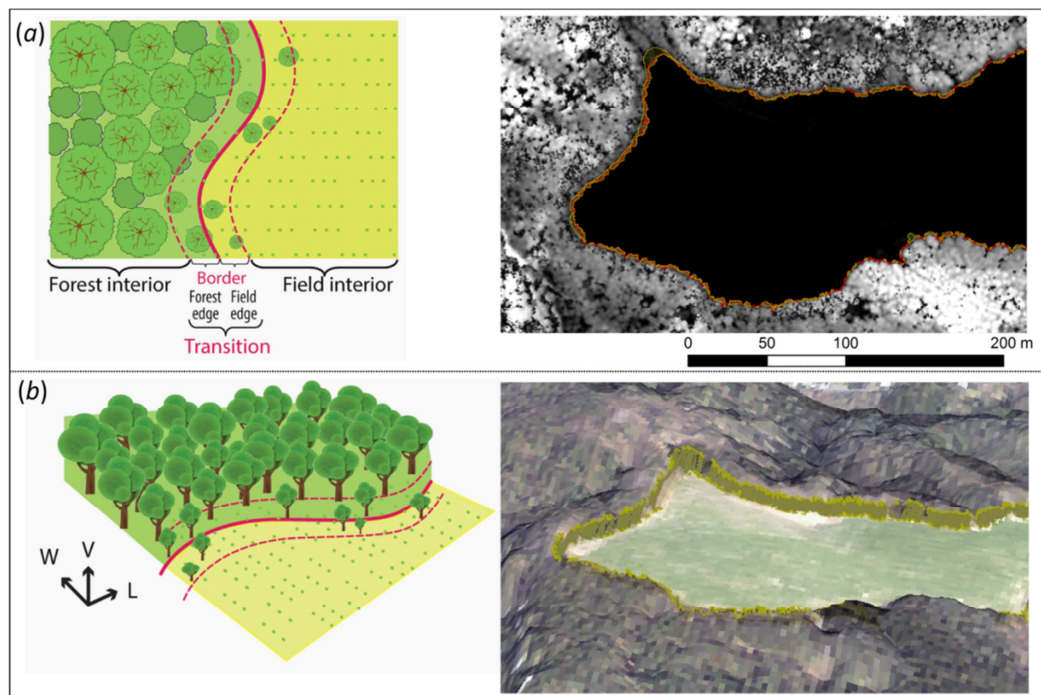 (a)
Forest interior
Border
Field interior
Forest edge
Field edge
Transition
0 50 100 200 m
(b)
W
V
L